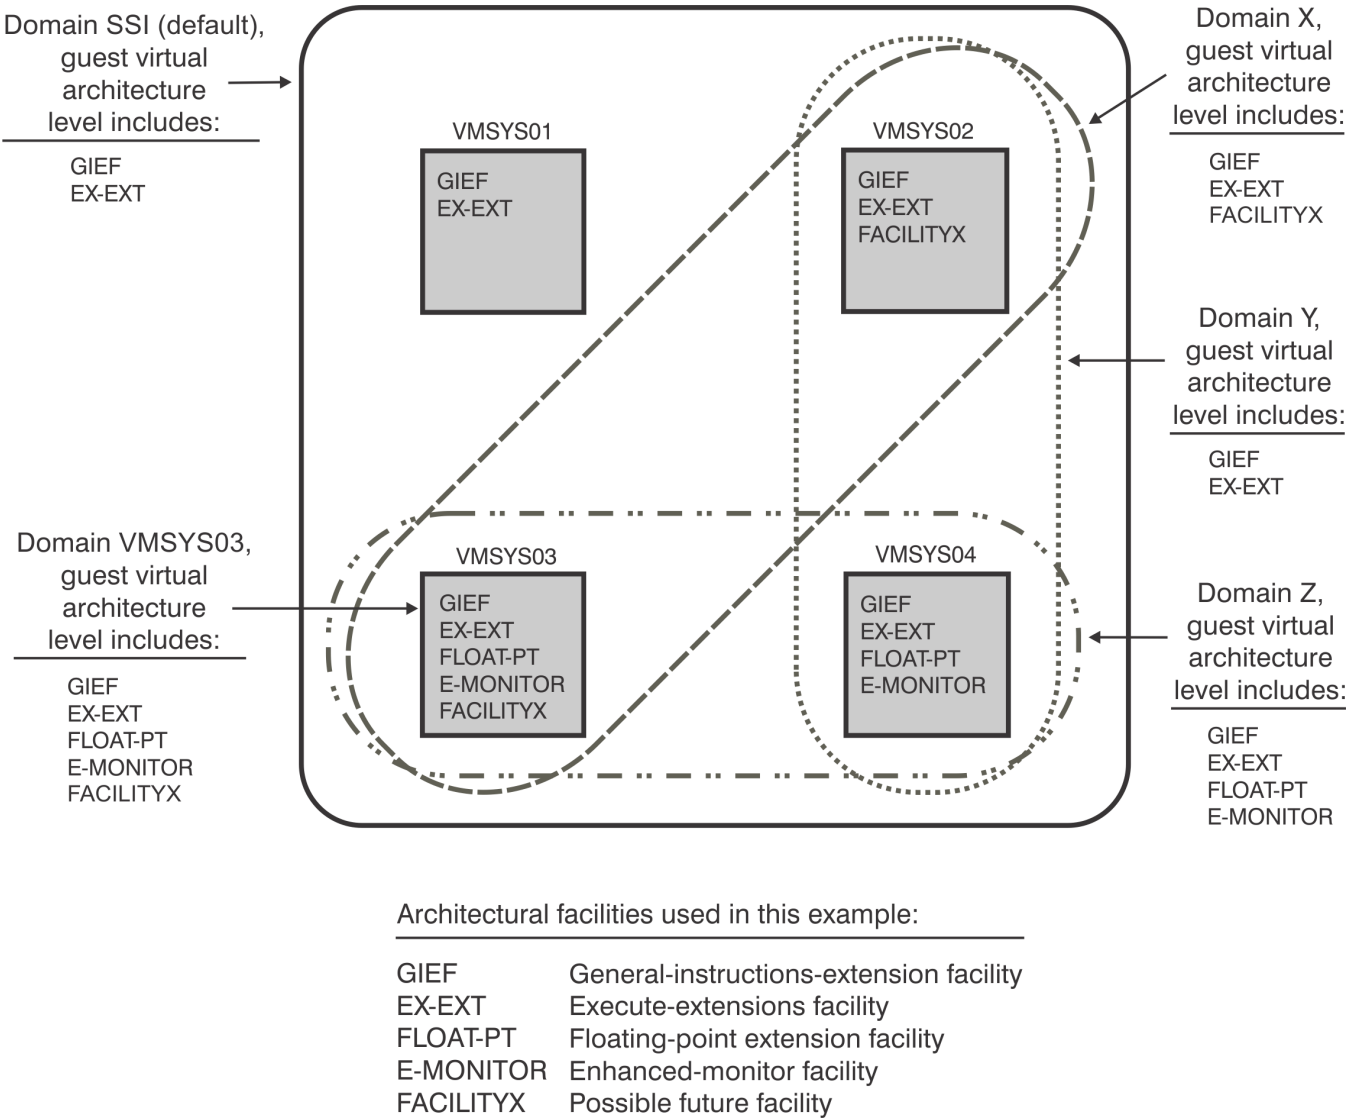 Domain SSI (default),
guest virtual
architecture
level includes:
GIEF
EX-EXT
Domain X,
guest virtual
architecture
level includes:
GIEF
EX-EXT
FACILITYX
VMSYS01
GIEF
EX-EXT
VMSYS02
GIEF
EX-EXT
FACILITYX
Domain Y,
guest virtual
architecture
level includes:
GIEF
EX-EXT
Domain VMSYS03,
guest virtual
architecture
level includes:
GIEF
EX-EXT
FLOAT-PT
E-MONITOR
FACILITYX
VMSYS03
GIEF
EX-EXT
FLOAT-PT
E-MONITOR
FACILITYX
VMSYS04
GIEF
EX-EXT
FLOAT-PT
E-MONITOR
Domain Z,
guest virtual
architecture
level includes:
GIEF
EX-EXT
FLOAT-PT
E-MONITOR
Architectural facilities used in this example:
GIEF General-instructions-extension facility
EX-EXT Execute-extensions facility
FLOAT-PT Floating-point extension facility
E-MONITOR Enhanced-monitor facility
FACILITYX Possible future facility